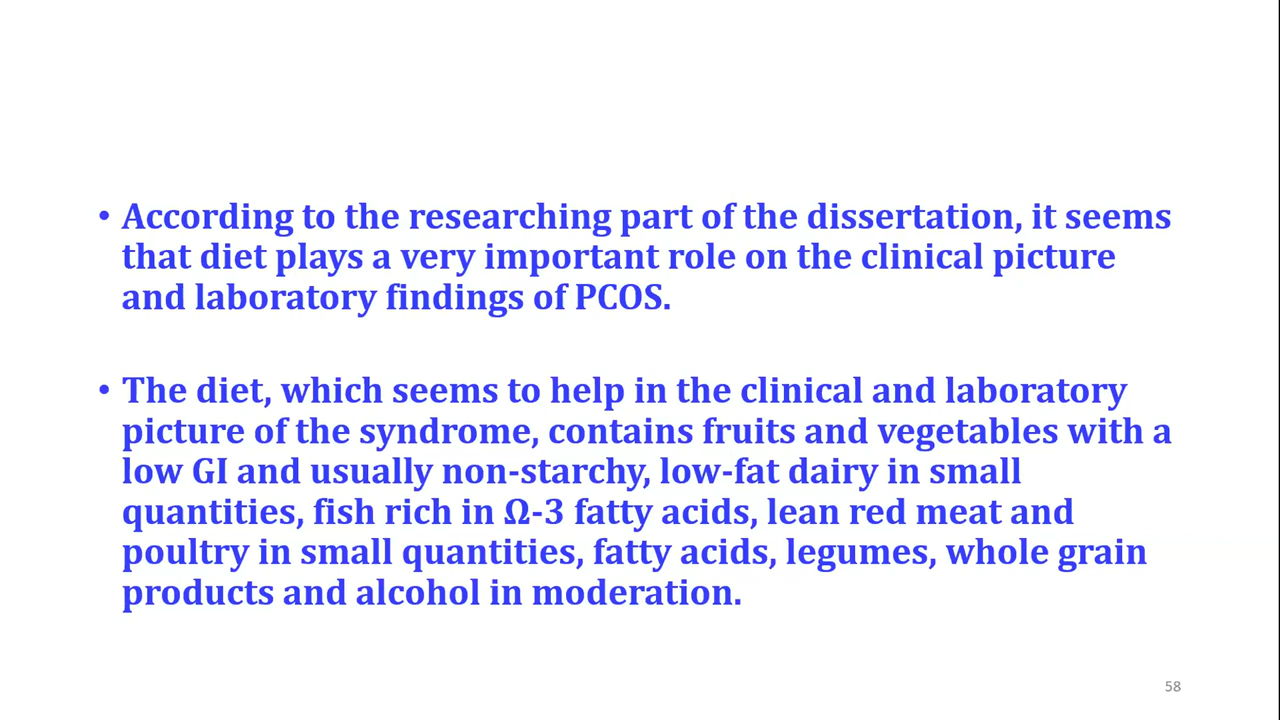 • According to the researching part of the dissertation, it seems
that diet plays a very important role on the clinical picture
and laboratory findings of PCOS.
• The diet, which seems to help in the clinical and laboratory
picture of the syndrome, contains fruits and vegetables with a
low GI and usually non-starchy, low-fat dairy in small
quantities, fish rich in Ω-3 fatty acids, lean red meat and
poultry in small quantities, fatty acids, legumes, whole grain
products and alcohol in moderation.
58